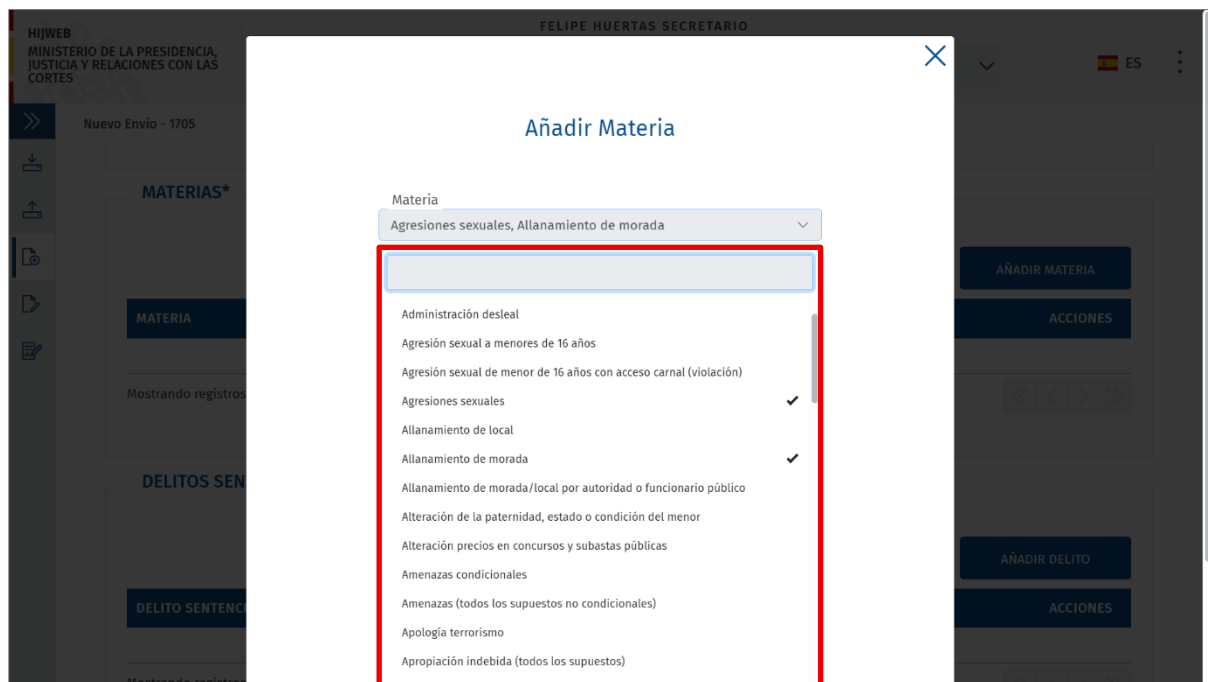 FELIPE HUERTAS SECRETARIO
HIJWEB
MINISTERIO DE LA PRESIDENCIA,
JUSTICIA Y RELACIONES CON LAS
CORTES
ES
Nuevo Envío - 1705
Añadir Materia
MATERIAS*
Materia
Agresiones sexuales, Allanamiento de morada
AÑADIR MATERIA
MATERIA
ACCIONES
Administración desleal
Agresión sexual a menores de 16 años
Agresión sexual de menor de 16 años con acceso carnal (violación)
Mostrando registros
Agresiones sexuales
Allanamiento de local
Allanamiento de morada
DELITOS SEN
Allanamiento de morada/local por autoridad o funcionario público
Alteración de la paternidad, estado o condición del menor
Alteración precios en concursos y subastas públicas
AÑADIR DELITO
Amenazas condicionales
Amenazas (todos los supuestos no condicionales)
DELITO SENTENCI
ACCIONES
Apología terrorismo
Apropiación indebida (todos los supuestos)
Mostrando registros